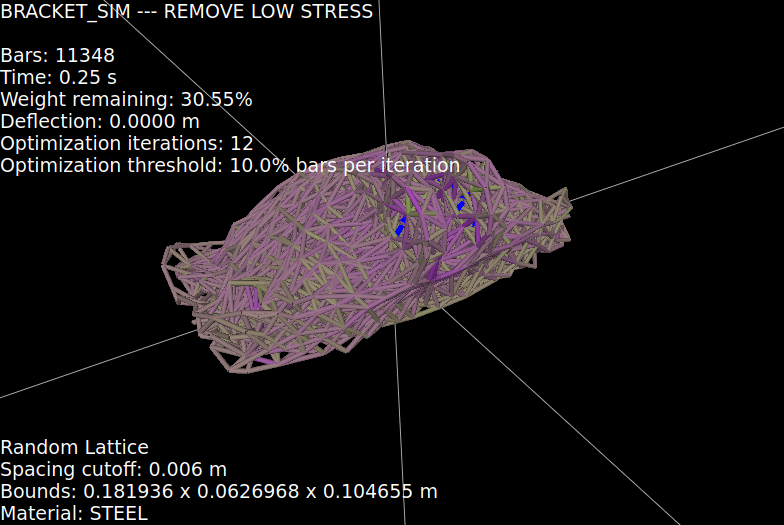 BRACKET_SIM --- REMOVE LOW STRESS
Bars: 11348
Time: 0.25 s
Weight remaining: 30.55%
Deflection: 0.0000 m
Optimization iterations: 12
Optimization threshold: 10.0% bars per iteration
Random Lattice
Spacing cutoff: 0.006 m
Bounds: 0.181936 x 0.0626968 x 0.104655 m
Material: STEEL